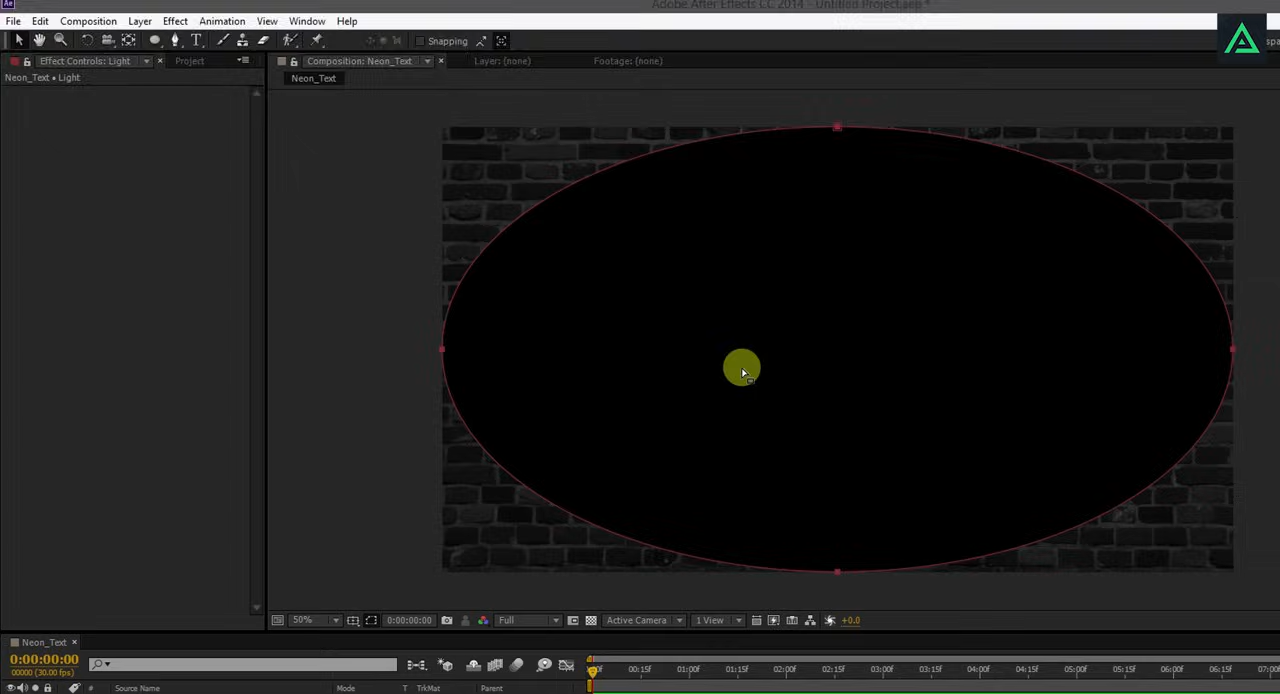 Ae
Adobe After Effects CC 2014 - Untitled Project.aep *
File Edit Composition Layer Effect Animation View Window Help
T Snapping
Effect Controls: Light Project Composition: Neon_Text Layer: (none) Footage: (none)
Neon_Text • Light Neon_Text
50% 0:00:00:00 Full Active Camera 1 View +0.0
Neon_Text
0:00:00:00
00000 (30.00 fps) 00:15f 01:00f 01:15f 02:00f 02:15f 03:00f 03:15f 04:00f 04:15f 05:00f 05:15f 06:00f 06:15f
# Source Name Mode T TrkMat Parent